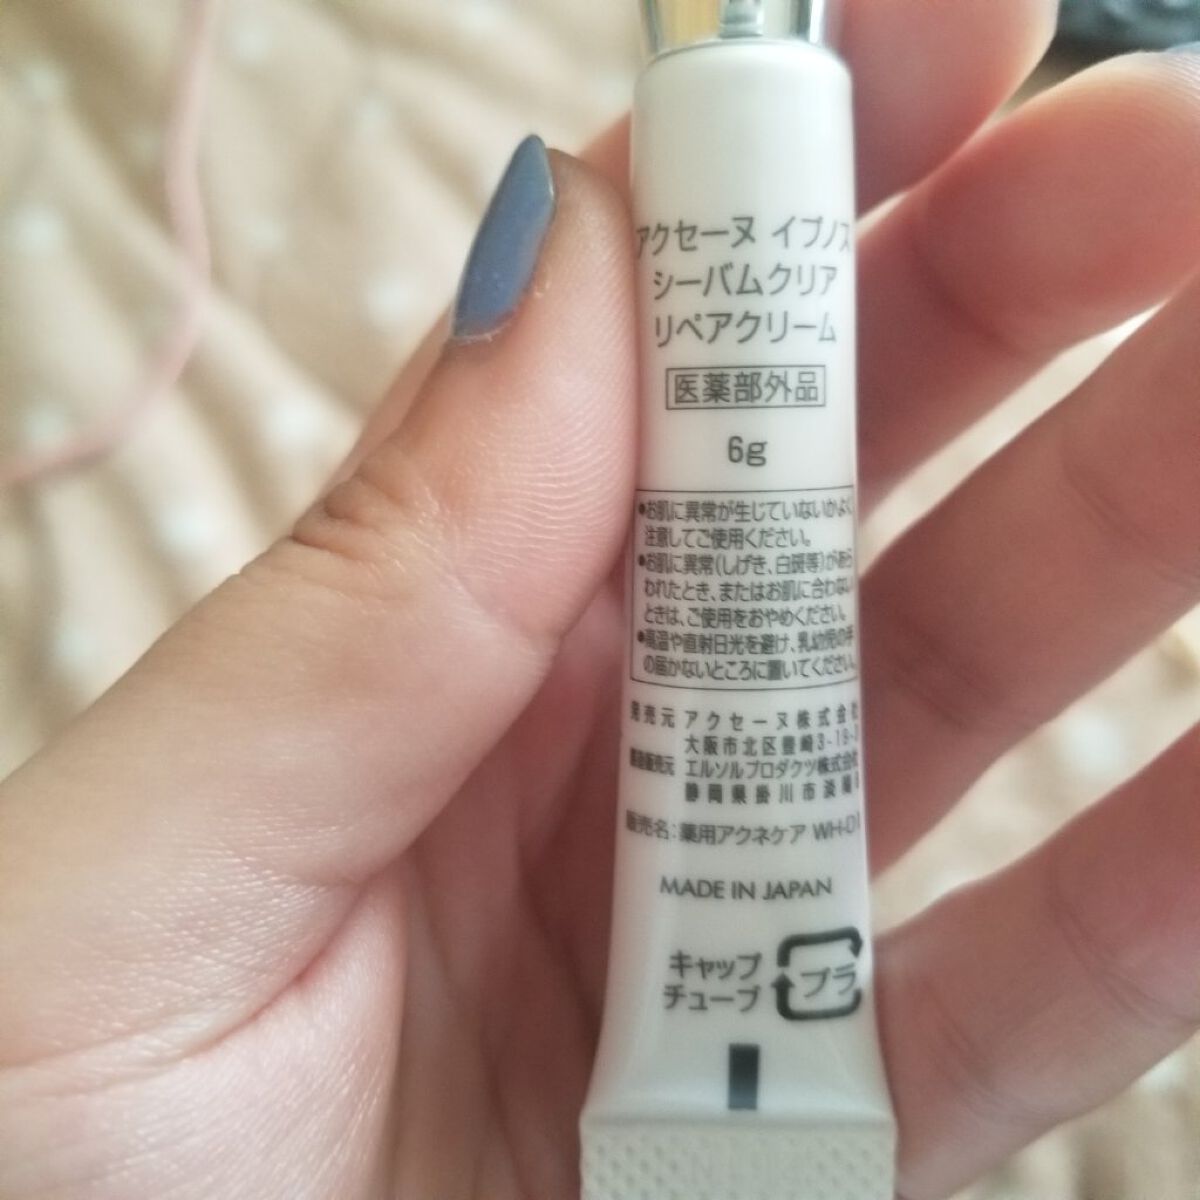 アクセーヌ イプノス
シーバムクリア
リペアクリーム
医薬部外品
6g
●お肌に異常が生じていないかよく
注意してご使用ください。
●お肌に異常(しげき、白斑等)があら
われたとき、またはお肌に合わない
ときは、ご使用をおやめください。
●高温や直射日光を避け、乳幼児の手
の届かないところに置いてください。
発売元 アクセーヌ株式会社
大阪市北区豊崎3-19-3
製造販売元 エルソルプロダクツ株式会社
静岡県掛川市淡陽
販売名:薬用アクネケア WH-D
MADE IN JAPAN
キャップ
チューブ
プラ